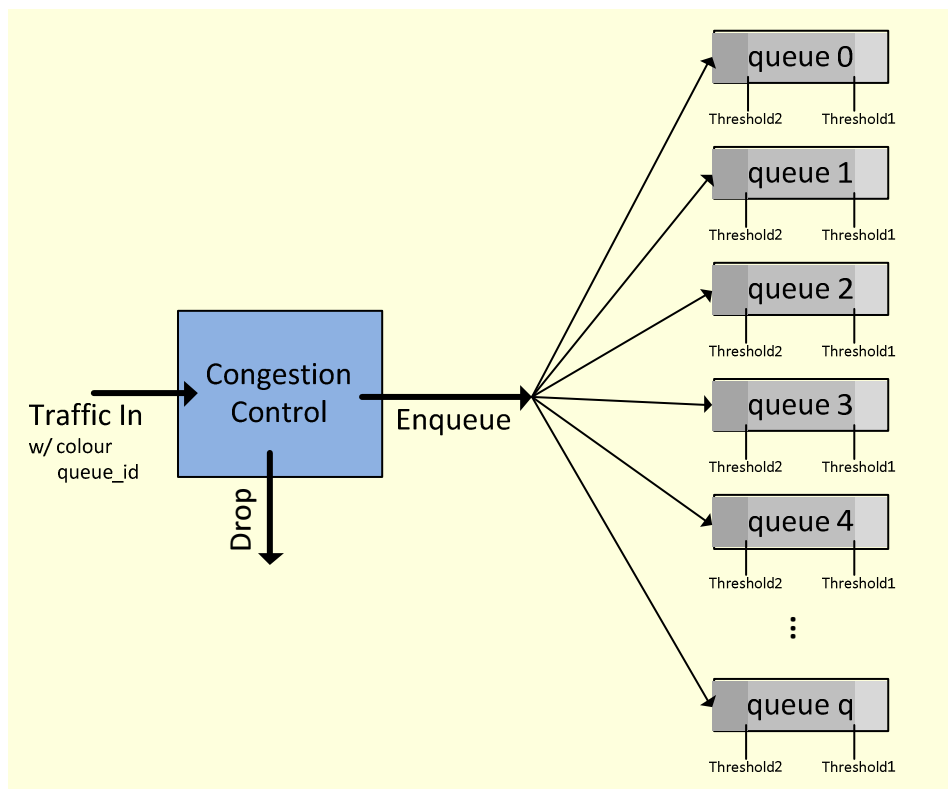 queue 0
Threshold2 Threshold1
queue 1
Threshold2 Threshold1
queue 2
Threshold2 Threshold1
Congestion
Control
Traffic In
w/ colour
queue_id
Enqueue
Drop
queue 3
Threshold2 Threshold1
queue 4
Threshold2 Threshold1
...
queue q
Threshold2 Threshold1